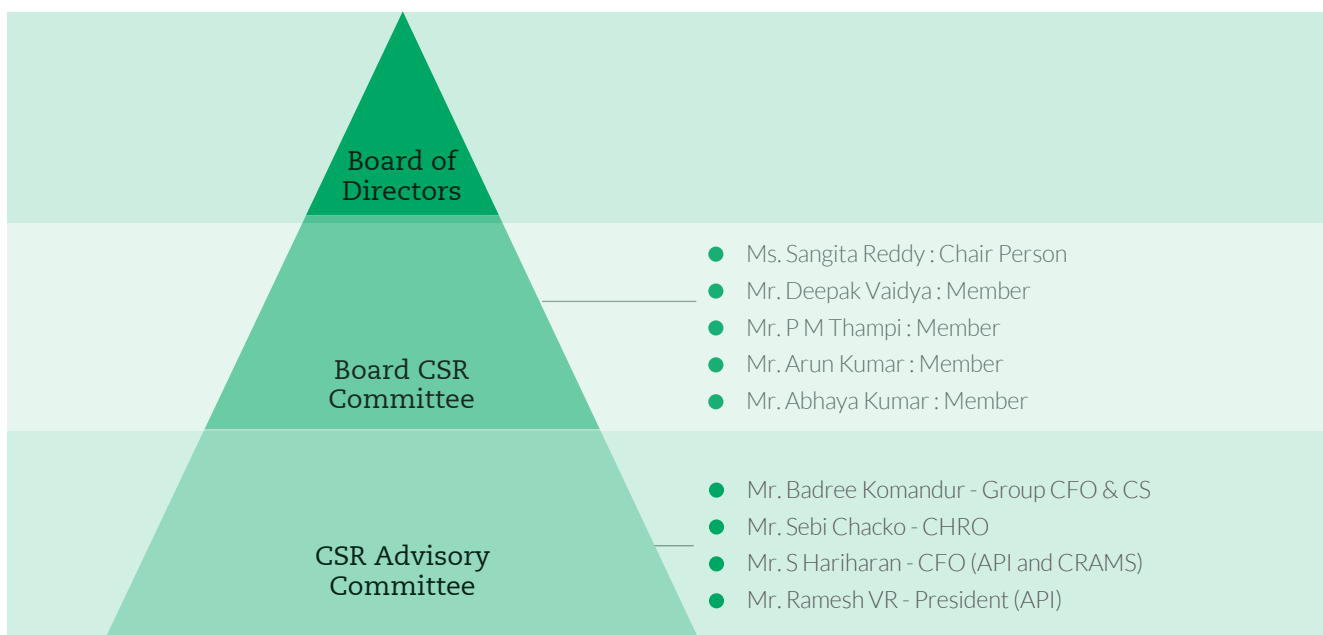 Board of
Directors
Board CSR
Committee
Ms. Sangita Reddy : Chair Person
Mr. Deepak Vaidya : Member
Mr. P M Thampi : Member
Mr. Arun Kumar : Member
Mr. Abhaya Kumar : Member
CSR Advisory
Committee
Mr. Badree Komandur - Group CFO & CS
Mr. Sebi Chacko - CHRO
Mr. S Hariharan - CFO (API and CRAMS)
Mr. Ramesh VR - President (API)